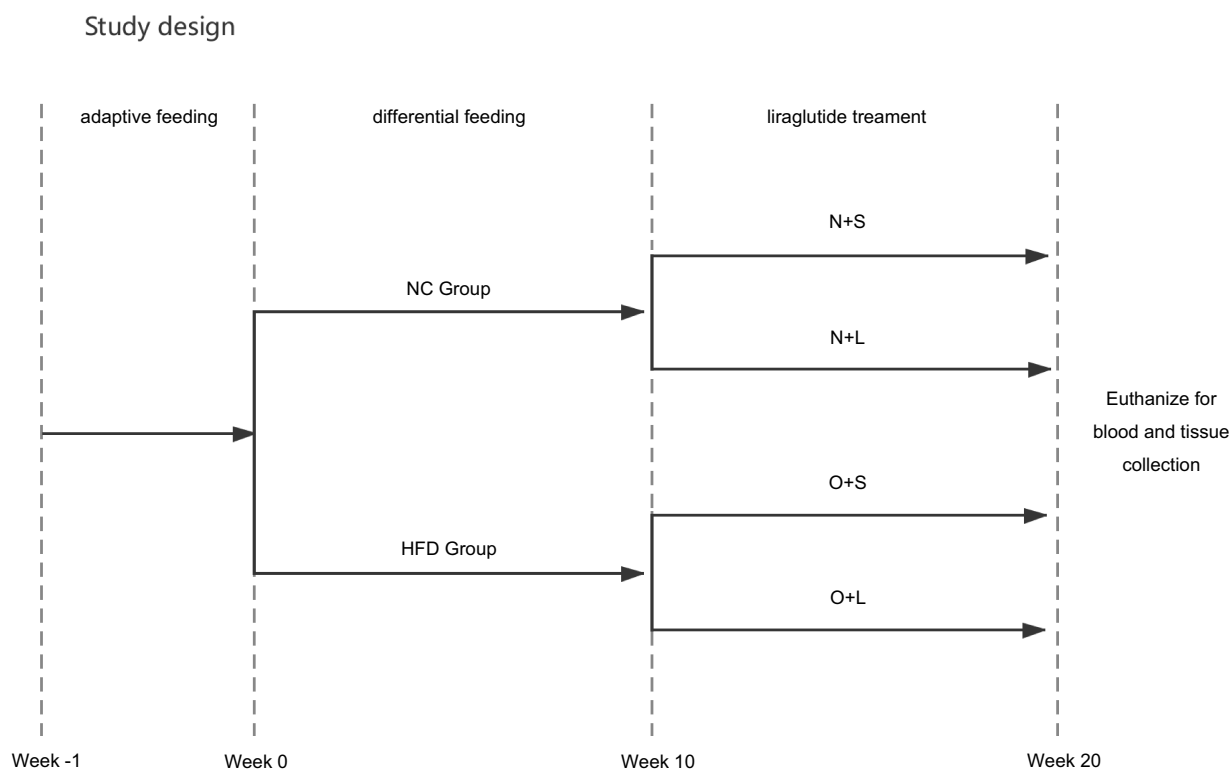 Study design
adaptive feeding
differential feeding
liraglutide treament
N+S
NC Group
N+L
Euthanize for
blood and tissue
collection
O+S
HFD Group
O+L
Week -1
Week 0
Week 10
Week 20